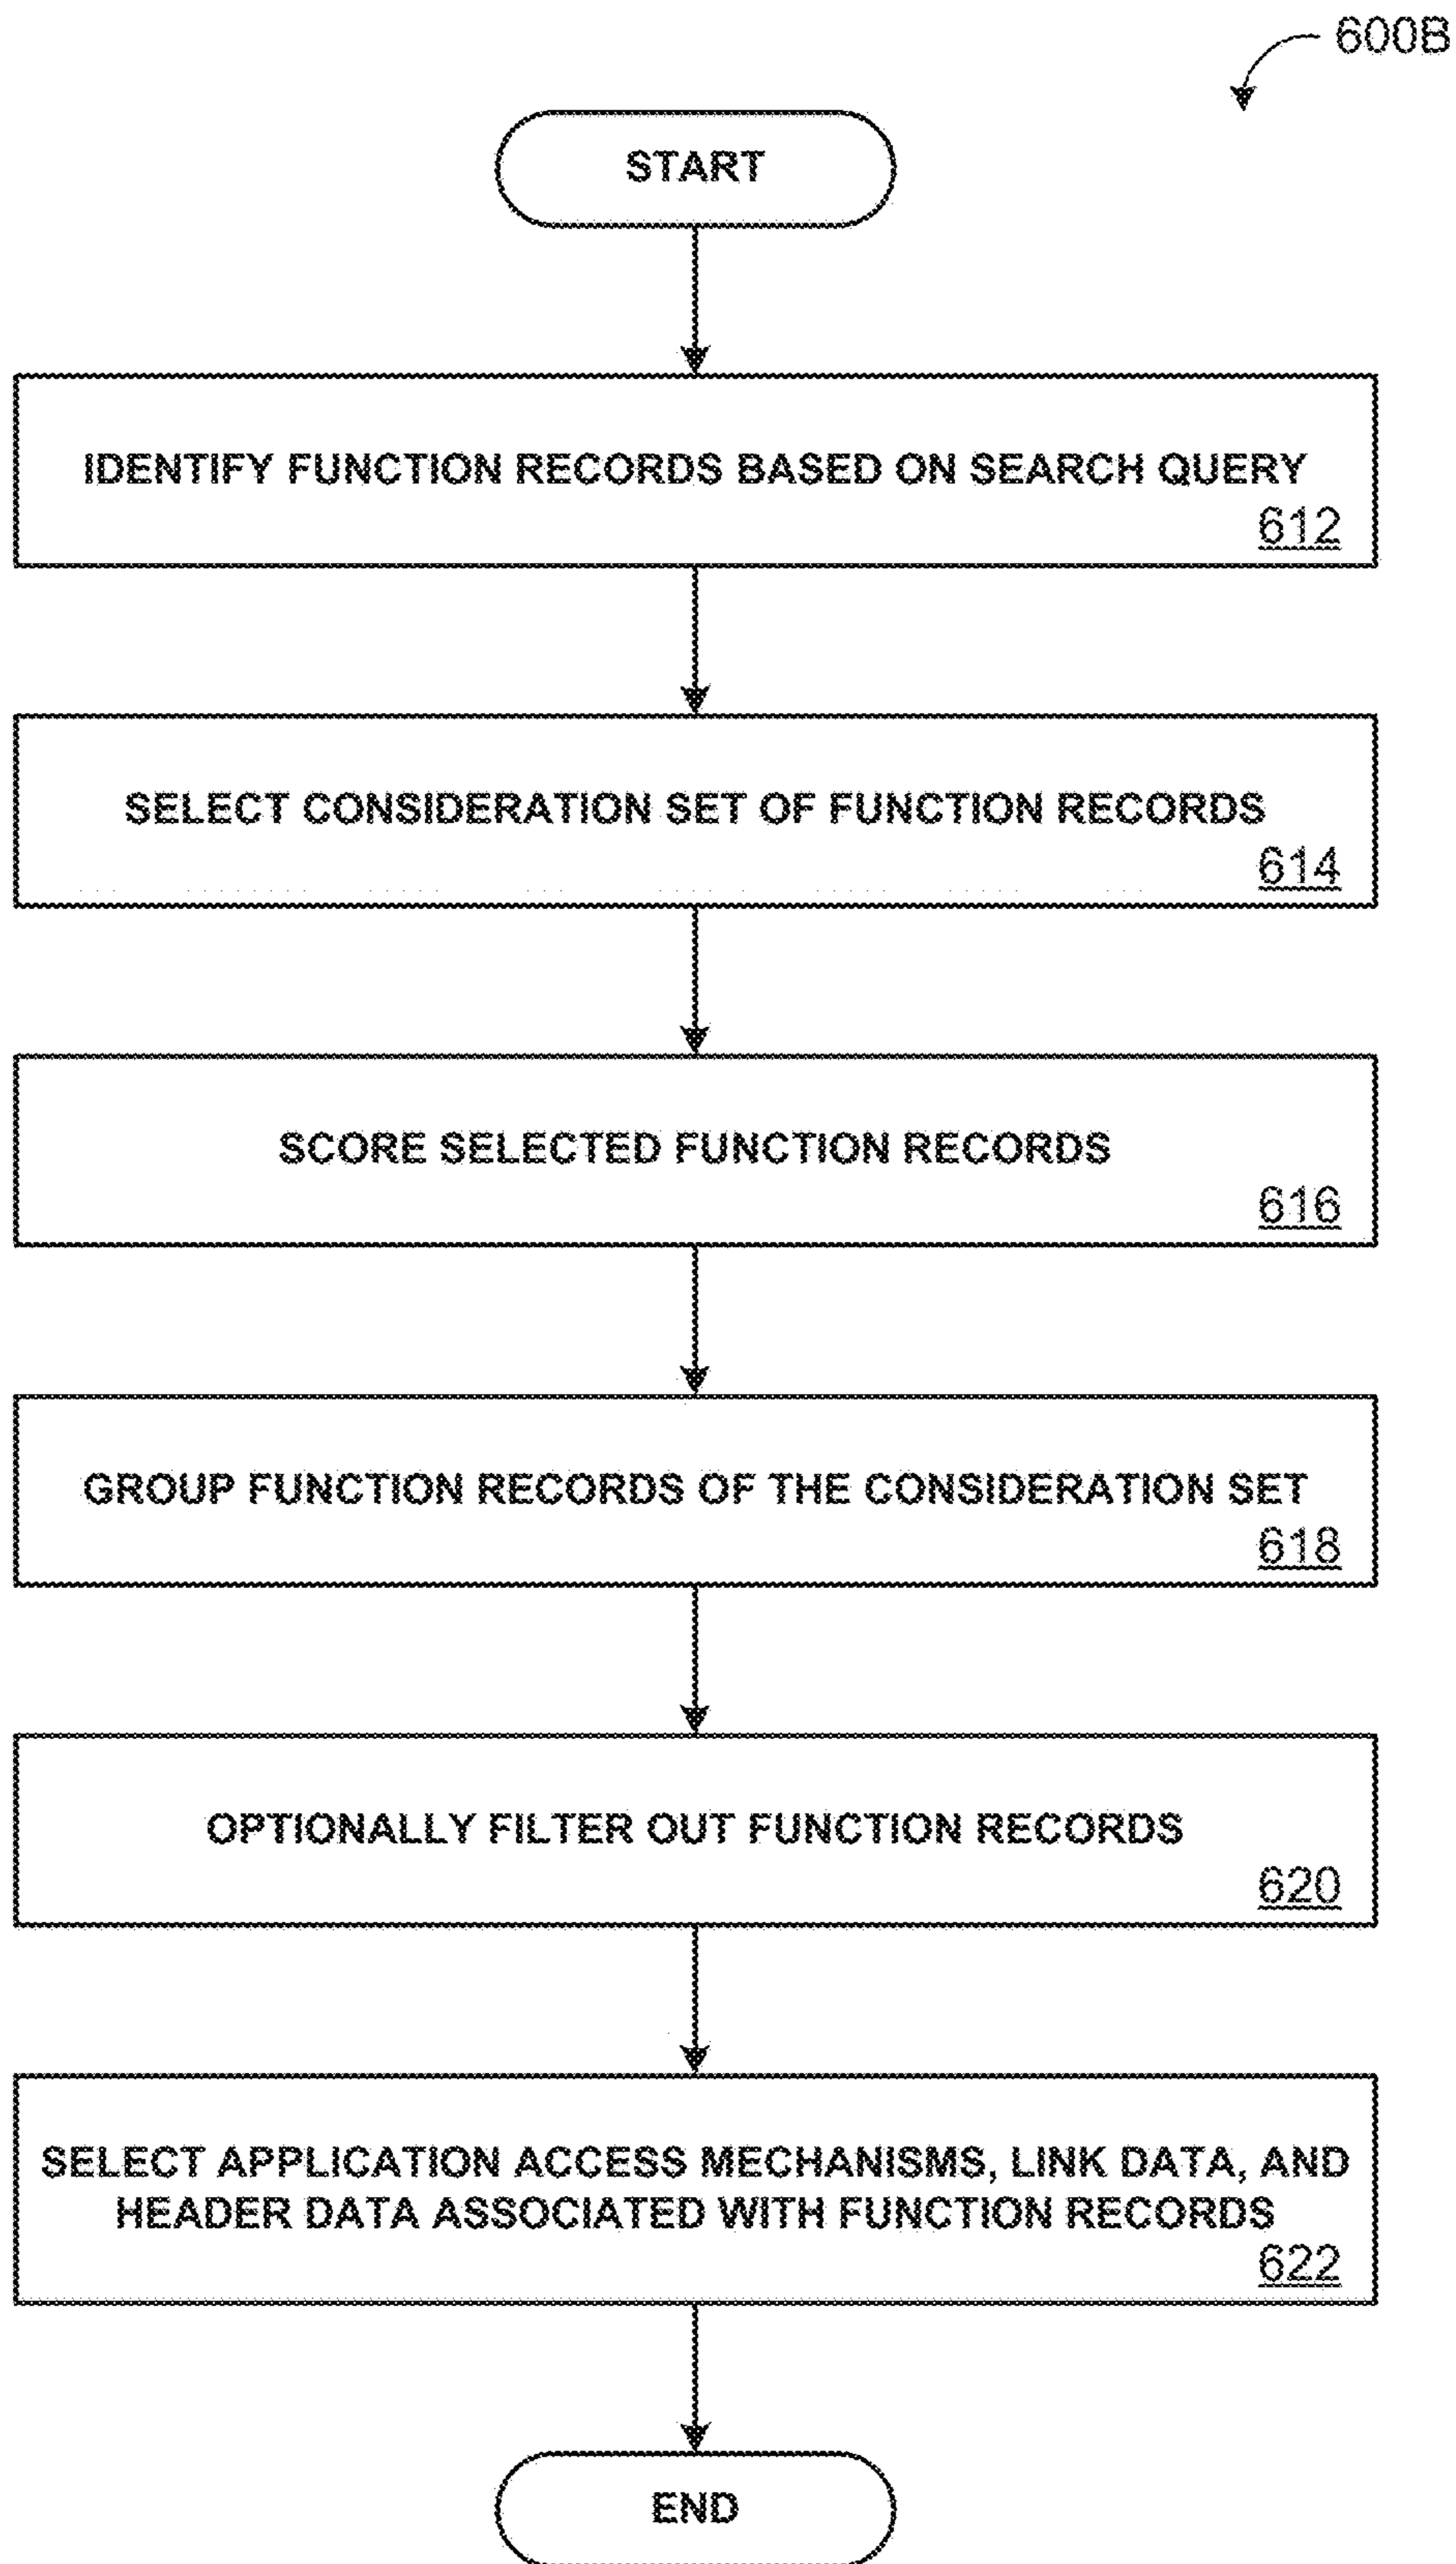 600B
START
IDENTIFY FUNCTION RECORDS BASED ON SEARCH QUERY
612
SELECT CONSIDERATION SET OF FUNCTION RECORDS
614
SCORE SELECTED FUNCTION RECORDS
616
GROUP FUNCTION RECORDS OF THE CONSIDERATION SET
618
OPTIONALLY FILTER OUT FUNCTION RECORDS
620
SELECT APPLICATION ACCESS MECHANISMS, LINK DATA, AND
HEADER DATA ASSOCIATED WITH FUNCTION RECORDS
622
END